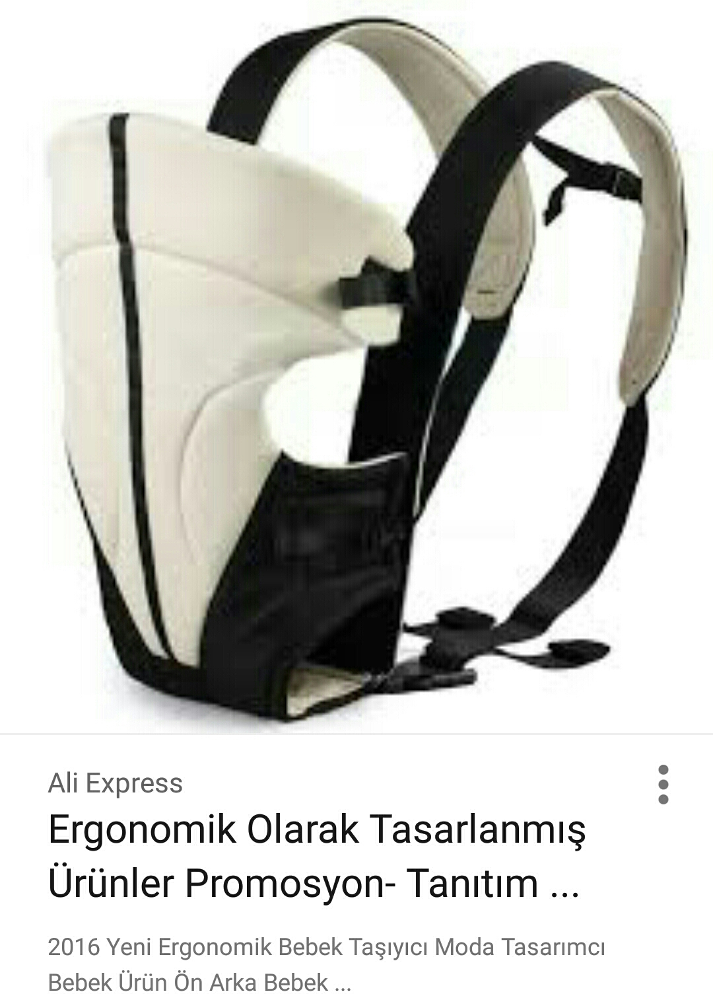 Ali Express
Ergonomik Olarak Tasarlanmış
Ürünler Promosyon- Tanıtım ...
2016 Yeni Ergonomik Bebek Taşıyıcı Moda Tasarımcı
Bebek Ürün Ön Arka Bebek ...